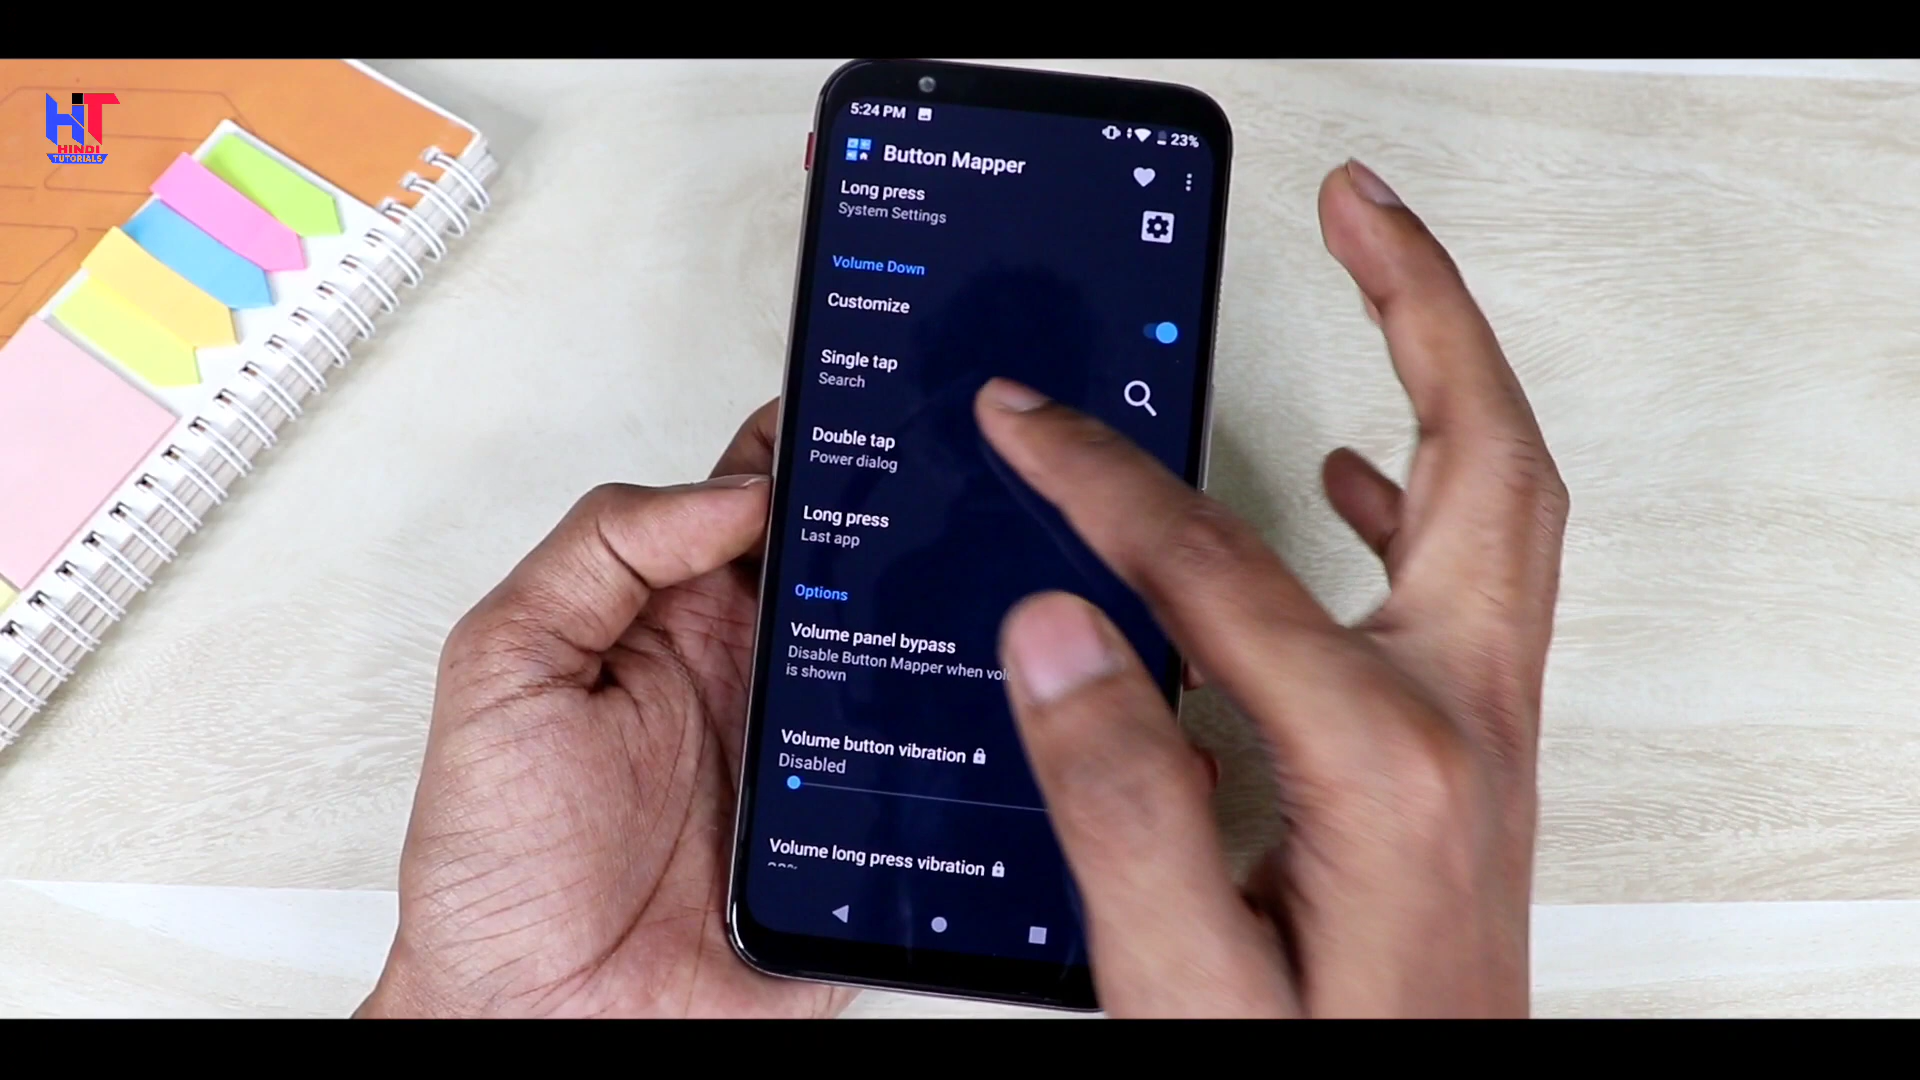 HT
HINDI
TUTORIALS
5:24 PM
23%
Button Mapper
Long press
System Settings
Volume Down
Customize
Single tap
Search
Double tap
Power dialog
Long press
Last app
Options
Volume panel bypass
Disable Button Mapper when
is shown
Volume button vibration
Disabled
Volume long press vibration